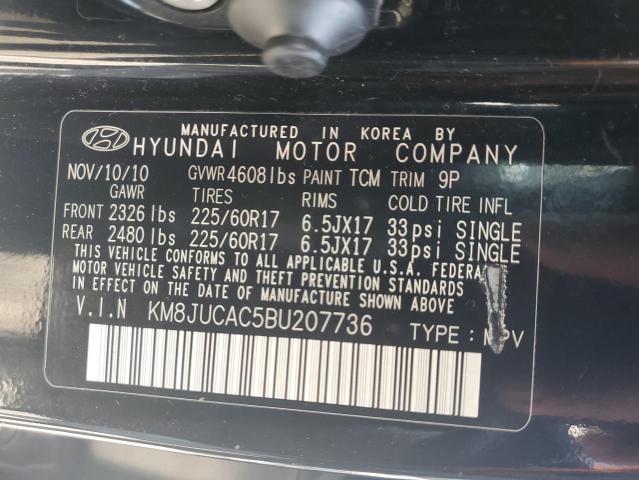 MANUFACTURED IN KOREA BY
HYUNDAI MOTOR COMPANY
NOV/10/10 GVWR 4608 lbs PAINT TCM TRIM 9P
GAWR TIRES RIMS COLD TIRE INFL
FRONT 2326 lbs 225/60R17 6.5JX17 33psi SINGLE
REAR 2480 lbs 225/60R17 6.5JX17 33psi SINGLE
THIS VEHICLE CONFORMS TO ALL APPLICABLE U.S.A. FEDERAL
MOTOR VEHICLE SAFETY AND THEFT PREVENTION STANDARDS
IN EFFECT ON THE DATE OF MANUFACTURE SHOWN ABOVE.
V.I.N KM8JUCAC5BU207736 TYPE : MPV